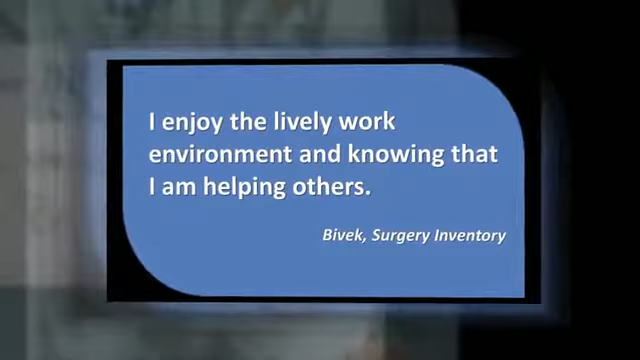 I enjoy the lively work
environment and knowing that
I am helping others.
Bivek, Surgery Inventory